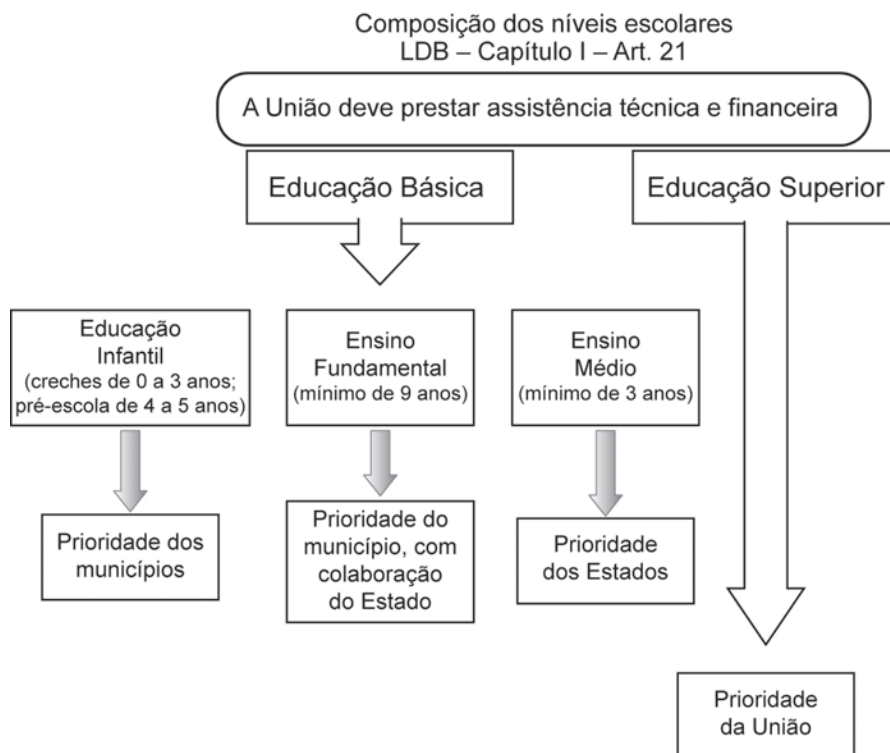 Composição dos níveis escolares
LDB – Capítulo I – Art. 21
A União deve prestar assistência técnica e financeira
Educação Básica
Educação Superior
Educação
Infantil
(creches de 0 a 3 anos;
pré-escola de 4 a 5 anos)
Ensino
Fundamental
(mínimo de 9 anos)
Ensino
Médio
(mínimo de 3 anos)
Prioridade dos
municípios
Prioridade do
município, com
colaboração
do Estado
Prioridade
dos Estados
Prioridade
da União